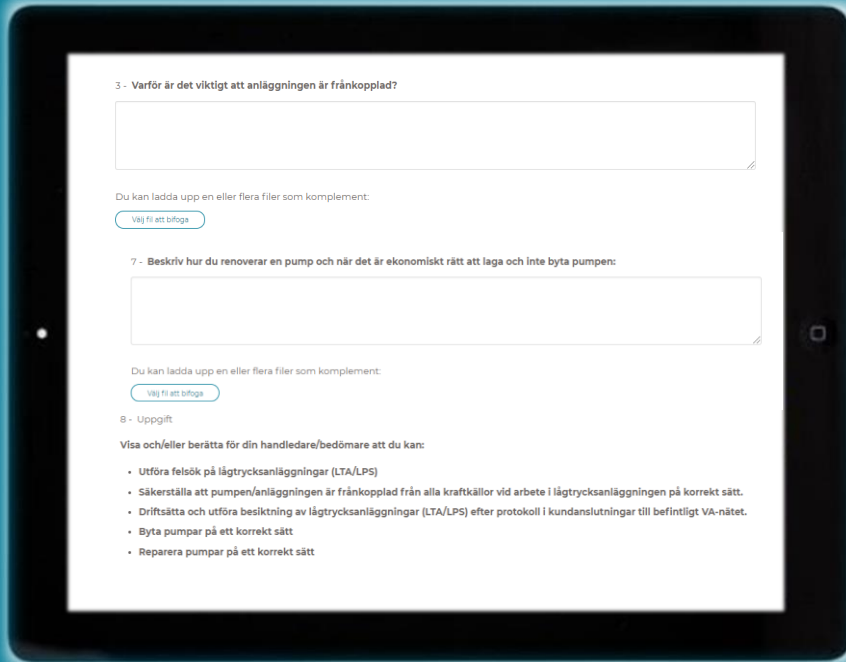 3 - Varför är det viktigt att anläggningen är frånkopplad?
Du kan ladda upp en eller flera filer som komplement:
Välj fil att bifoga
7 - Beskriv hur du renoverar en pump och när det är ekonomiskt rätt att laga och inte byta pumpen:
Du kan ladda upp en eller flera filer som komplement:
Välj fil att bifoga
8 - Uppgift
Visa och/eller berätta för din handledare/bedömare att du kan:
• Utföra felsök på lågtrycksanläggningar (LTA/LPS)
• Säkerställa att pumpen/anläggningen är frånkopplad från alla kraftkällor vid arbete i lågtrycksanläggningen på korrekt sätt.
• Driftsätta och utföra besiktning av lågtrycksanläggningar (LTA/LPS) efter protokoll i kundanslutningar till befintligt VA-nätet.
• Byta pumpar på ett korrekt sätt
• Reparera pumpar på ett korrekt sätt